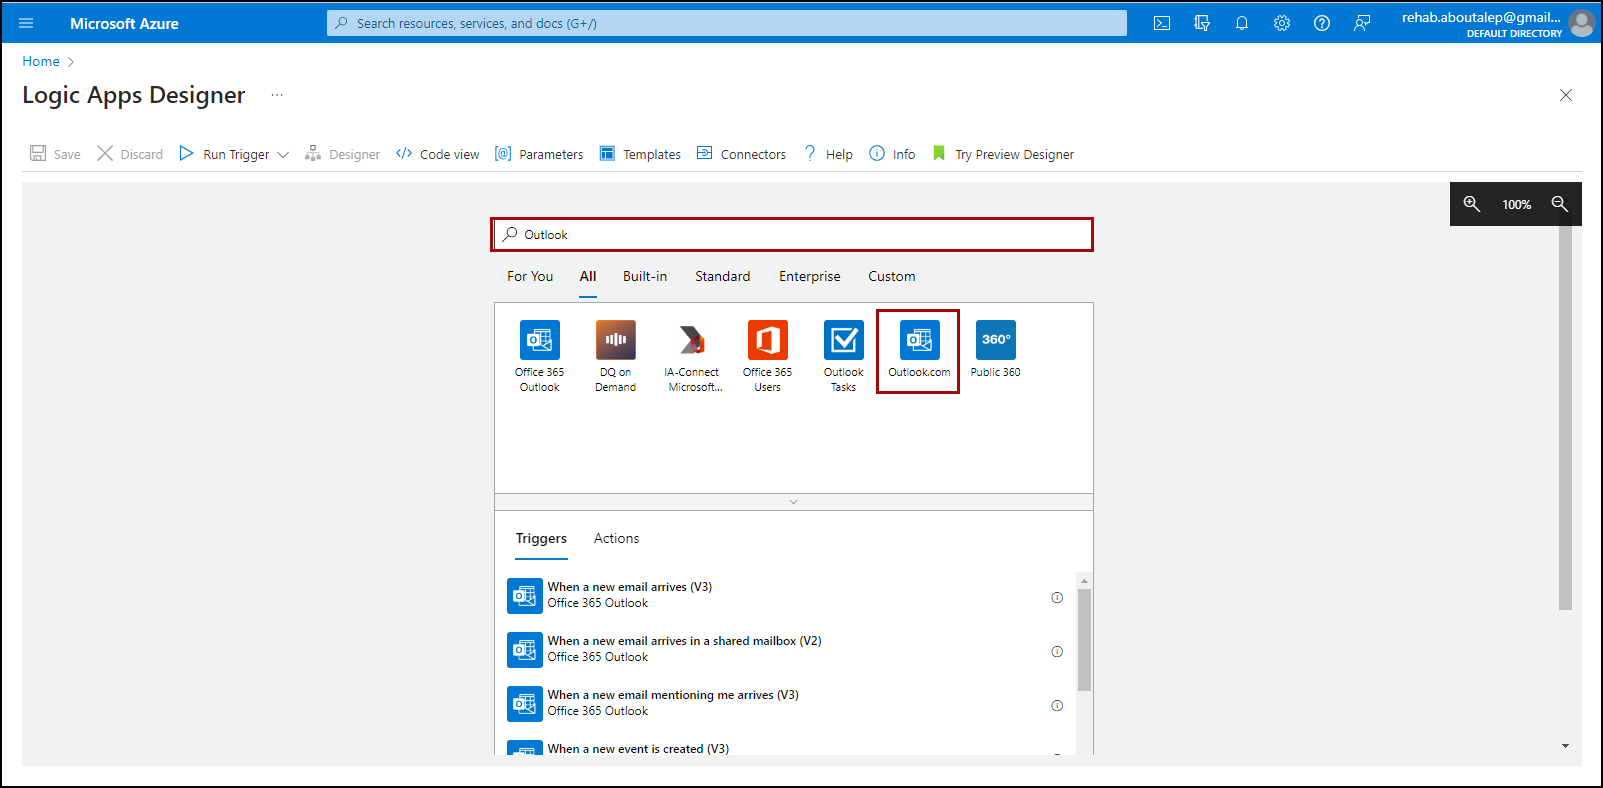 Microsoft Azure
Search resources, services, and docs (G+/)
rehab.aboutalep@gmail...
DEFAULT DIRECTORY
Home >
Logic Apps Designer ...
Save Discard Run Trigger Designer </> Code view [@] Parameters Templates Connectors ? Help Info Try Preview Designer
100%
Outlook
For You All Built-in Standard Enterprise Custom
Office 365 Outlook
DQ on Demand
IA-Connect Microsoft...
Office 365 Users
Outlook Tasks
Outlook.com
360°
Public 360
Triggers Actions
When a new email arrives (V3)
Office 365 Outlook
When a new email arrives in a shared mailbox (V2)
Office 365 Outlook
When a new email mentioning me arrives (V3)
Office 365 Outlook
When a new event is created (V3)